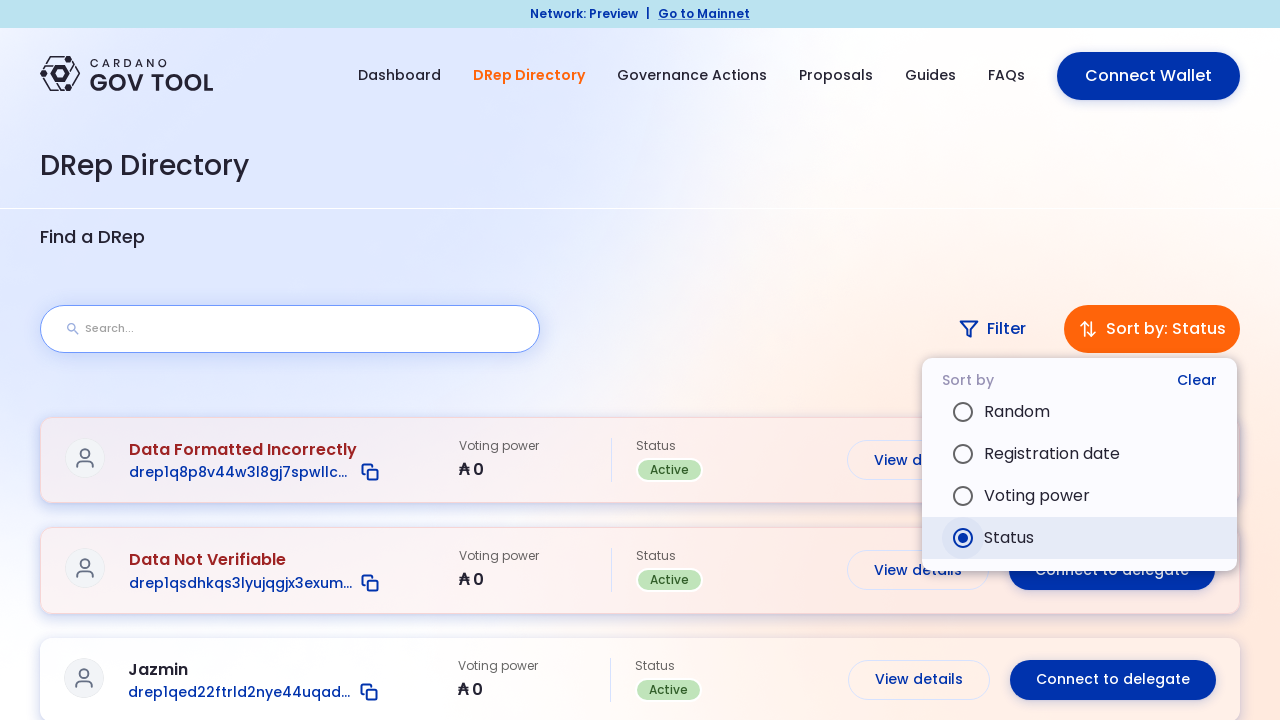 Network: Preview | Go to Mainnet
CARDANO
GOV TOOL
Dashboard
DRep Directory
Governance Actions
Proposals
Guides
FAQs
Connect Wallet
DRep Directory
Find a DRep
Search...
Filter
Sort by: Status
Sort by
Clear
Random
Registration date
Voting power
Status
Data Formatted Incorrectly
drep1q8p8v44w3l8gj7spwllc...
Voting power
₳ 0
Status
Active
View d
Data Not Verifiable
drep1qsdhkqs3lyujqgjx3exum...
Voting power
₳ 0
Status
Active
View details
Connect to delegate
Jazmin
drep1qed22ftrld2nye44uqad...
Voting power
₳ 0
Status
Active
View details
Connect to delegate